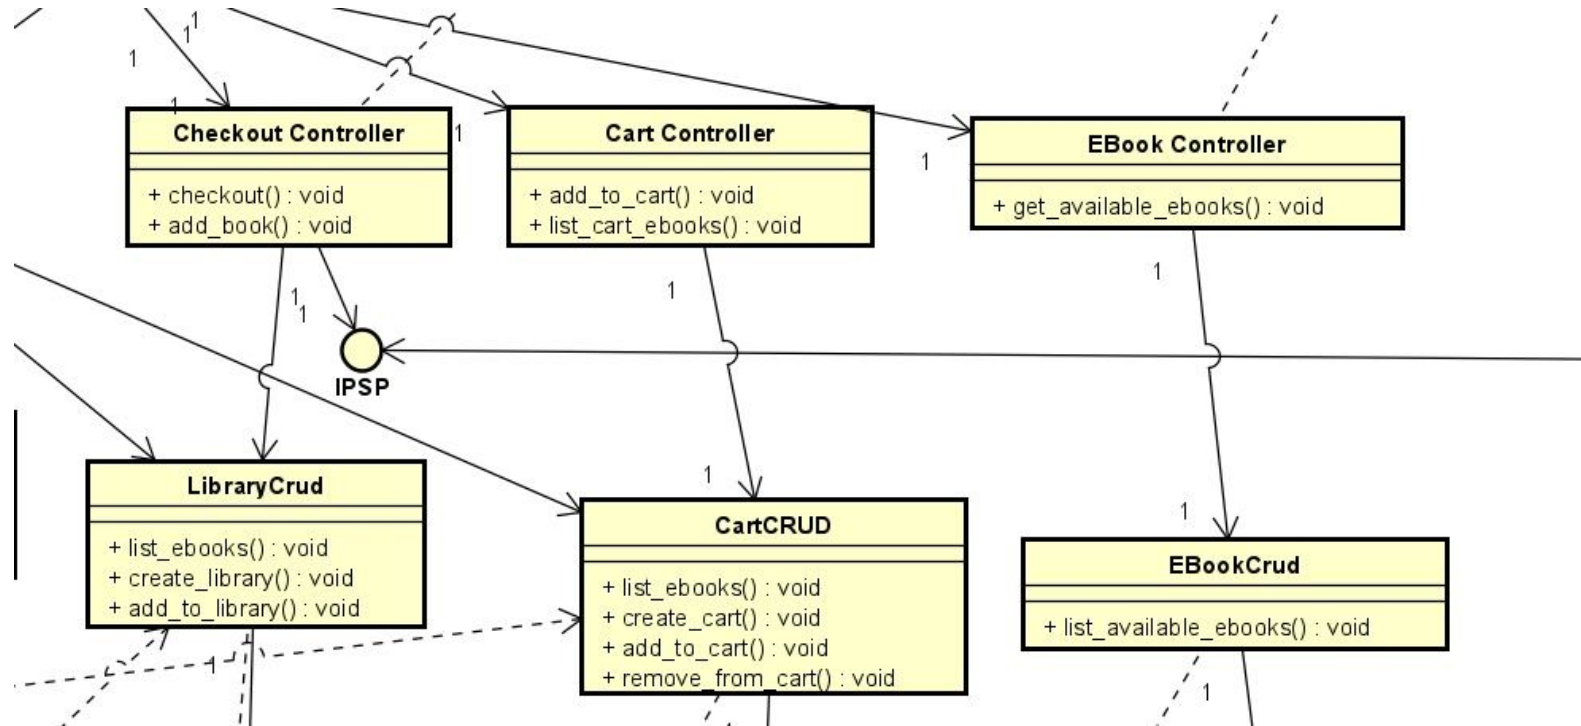 1
1
1
1
Checkout Controller
+ checkout() : void
+ add_book() : void
1
Cart Controller
+ add_to_cart() : void
+ list_cart_ebooks() : void
1
EBook Controller
+ get_available_ebooks() : void
1
1
1
1
IPSP
LibraryCrud
+ list_ebooks() : void
+ create_library() : void
+ add_to_library() : void
1
1
CartCRUD
+ list_ebooks() : void
+ create_cart() : void
+ add_to_cart() : void
+ remove_from_cart() : void
1
EBookCrud
+ list_available_ebooks() : void
1